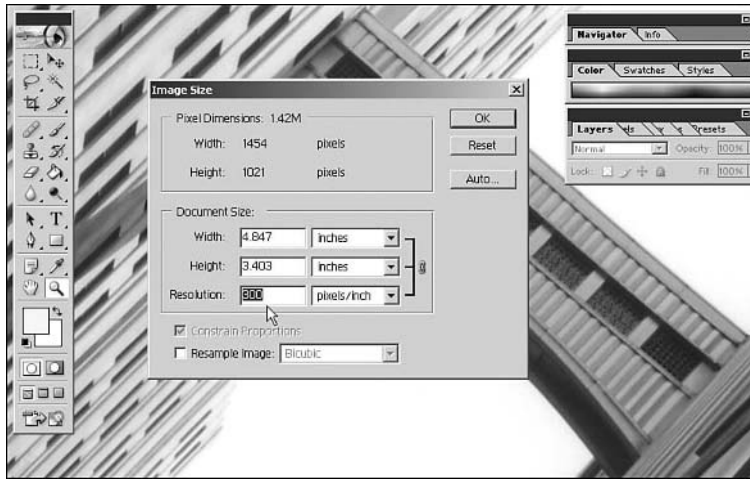 Image Size
Pixel Dimensions: 1.42M
Width: 1454 pixels
Height: 1021 pixels
Document Size:
Width: 4.847 inches
Height: 3.403 inches
Resolution: 300 pixels/inch
Constrain Proportions
Resample Image: Bicubic
OK
Reset
Auto...
T
Navigator Info
Color Swatches Styles
Layers
Normal Opacity: 100%
Lock: Fill: 100%